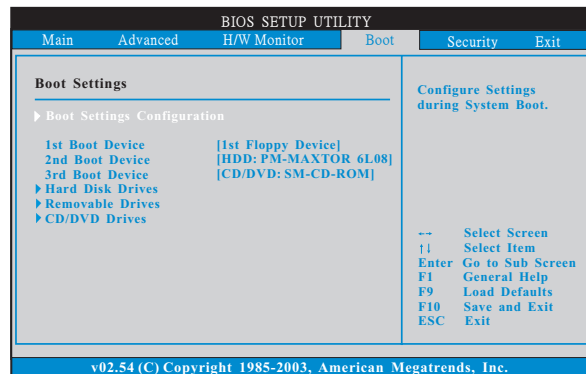 BIOS SETUP UTILITY
Main Advanced H/W Monitor Boot Security Exit
Boot Settings
Boot Settings Configuration
1st Boot Device [1st Floppy Device]
2nd Boot Device [HDD: PM-MAXTOR 6L08]
3rd Boot Device [CD/DVD: SM-CD-ROM]
Hard Disk Drives
Removable Drives
CD/DVD Drives
Configure Settings
during System Boot.
←→ Select Screen
↑↓ Select Item
Enter Go to Sub Screen
F1 General Help
F9 Load Defaults
F10 Save and Exit
ESC Exit
v02.54 (C) Copyright 1985-2003, American Megatrends, Inc.